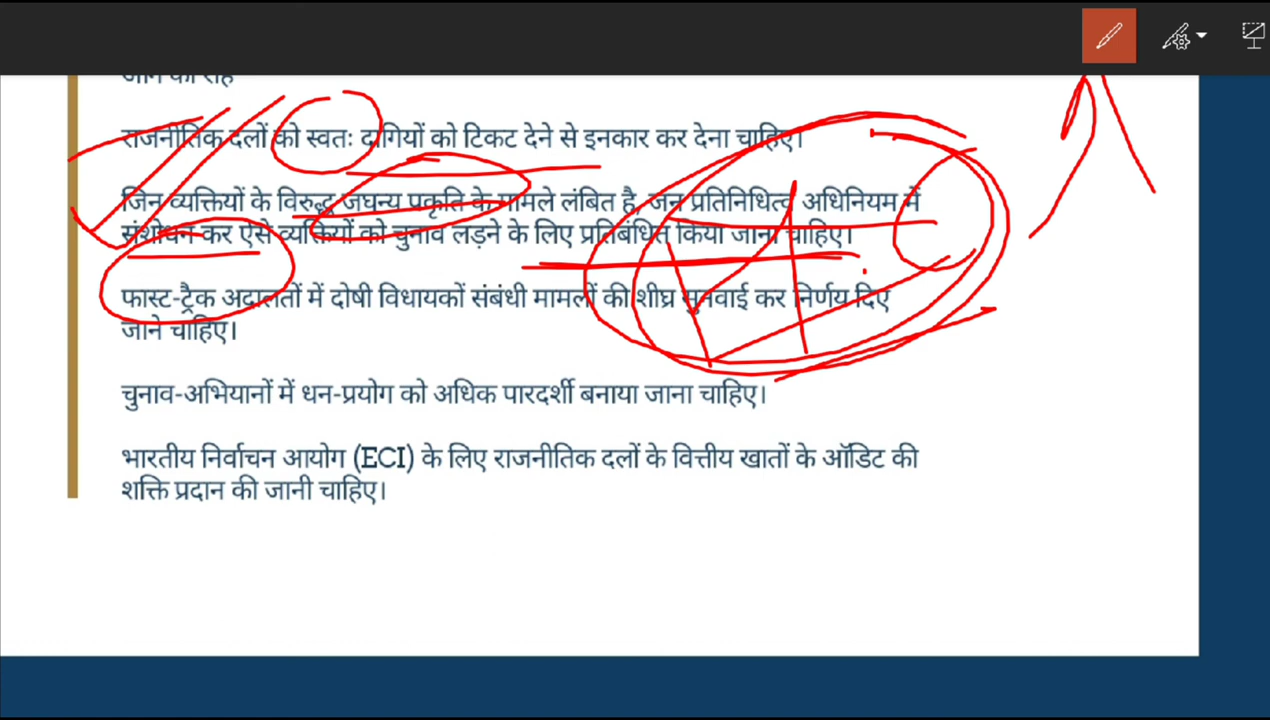 राजनीतिक दलों को स्वतः दागियों को टिकट देने से इनकार कर देना चाहिए।
जिन व्यक्तियों के विरुद्ध जघन्य प्रकृति के मामले लंबित है, जन प्रतिनिधित्व अधिनियम में
संशोधन कर ऐसे व्यक्तियों को चुनाव लड़ने के लिए प्रतिबंधित किया जाना चाहिए।
फास्ट-ट्रैक अदालतों में दोषी विधायकों संबंधी मामलों की शीघ्र सुनवाई कर निर्णय दिए
जाने चाहिए।
चुनाव-अभियानों में धन-प्रयोग को अधिक पारदर्शी बनाया जाना चाहिए।
भारतीय निर्वाचन आयोग (ECI) के लिए राजनीतिक दलों के वित्तीय खातों के ऑडिट की
शक्ति प्रदान की जानी चाहिए।